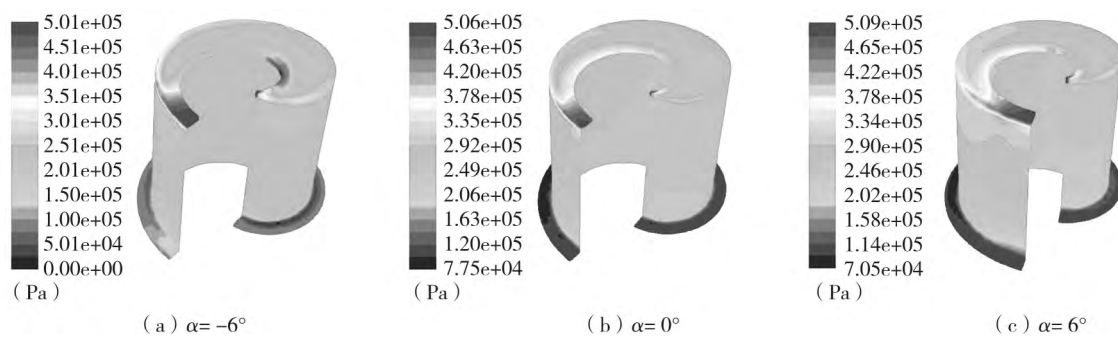 5.01e+05
4.51e+05
4.01e+05
3.51e+05
3.01e+05
2.51e+05
2.01e+05
1.50e+05
1.00e+05
5.01e+04
0.00e+00
(Pa)
(a) α= -6°
5.06e+05
4.63e+05
4.20e+05
3.78e+05
3.35e+05
2.92e+05
2.49e+05
2.06e+05
1.63e+05
1.20e+05
7.75e+04
(Pa)
(b) α= 0°
5.09e+05
4.65e+05
4.22e+05
3.78e+05
3.34e+05
2.90e+05
2.46e+05
2.02e+05
1.58e+05
1.14e+05
7.05e+04
(Pa)
(c) α= 6°